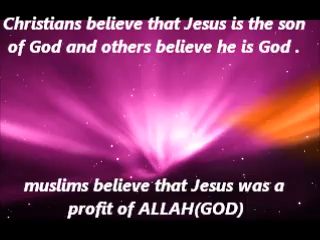 Christians believe that Jesus is the son
of God and others believe he is God .
muslims believe that Jesus was a
profit of ALLAH(GOD)